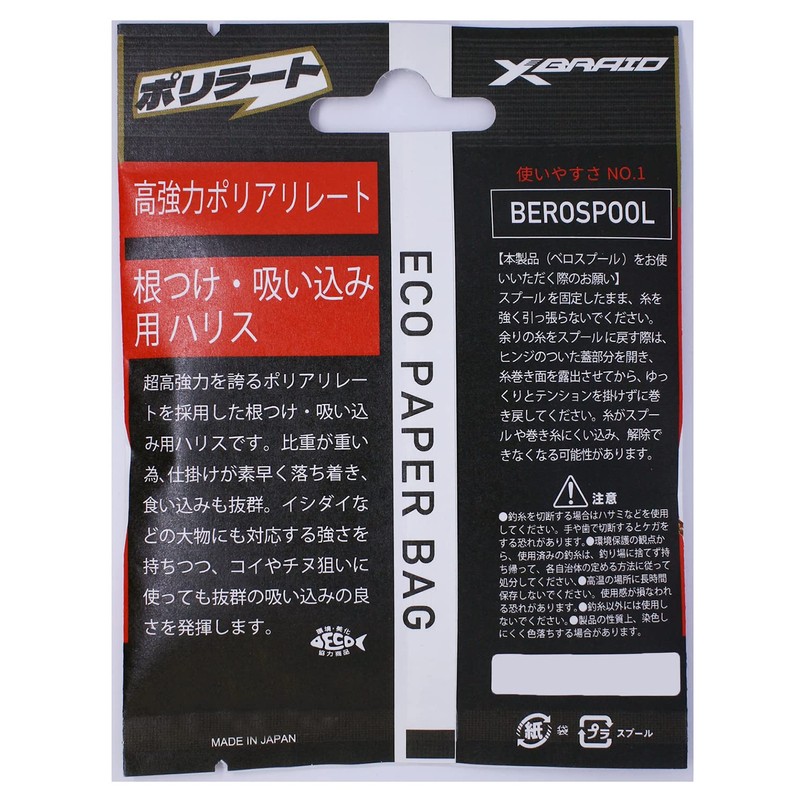 ポリラート
高強力ポリアリレート
根つけ・吸い込み
用ハリス
超高強力を誇るポリアリレー
トを採用した根つけ・吸い込
み用ハリスです。比重が重い
為、仕掛けが素早く落ち着き、
食い込みも抜群。イシダイな
どの大物にも対応する強さを
持ちつつ、コイやチヌ狙いに
使っても抜群の吸い込みの良
さを発揮します。
環境・美化
ECO
協力商品
MADE IN JAPAN
ECO PAPER BAG
X-BRAID
使いやすさ NO.1
BEROSPOOL
【本製品（ベロスプール）をお使
いいただく際のお願い】
スプールを固定したまま、糸を
強く引っ張らないでください。
余りの糸をスプールに戻す際は、
ヒンジのついた蓋部分を開き、
糸巻き面を露出させてから、ゆっ
くりとテンションを掛けずに巻
き戻してください。糸がスプー
ルや巻き糸にくい込み、解除で
きなくなる可能性があります。
注意
●釣糸を切断する場合はハサミなどを使用
してください。手や歯で切断するとケガを
する恐れがあります。●環境保護の観点か
ら、使用済みの釣糸は、釣り場に捨てず持
ち帰って、各自治体の定める方法に従って
処分してください。●高温の場所に長時間
保存しないでください。使用感が損なわれ
る恐れがあります。●釣糸以外には使用し
ないでください。●製品の性質上、染色し
にくく色落ちする場合があります。
紙 袋 プラ スプール